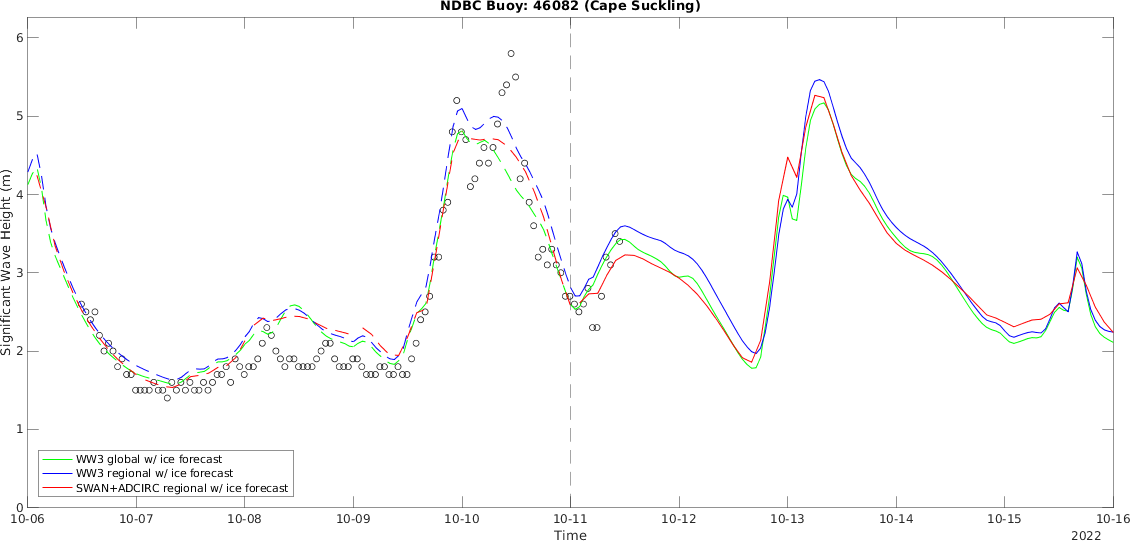 NDBC Buoy: 46082 (Cape Suckling)
6
5
4
3
2
1
0
Significant Wave Height (m)
WW3 global w/ ice forecast
WW3 regional w/ ice forecast
SWAN+ADCIRC regional w/ ice forecast
10-06 10-07 10-08 10-09 10-10 10-11 10-12 10-13 10-14 10-15 10-16
Time
2022